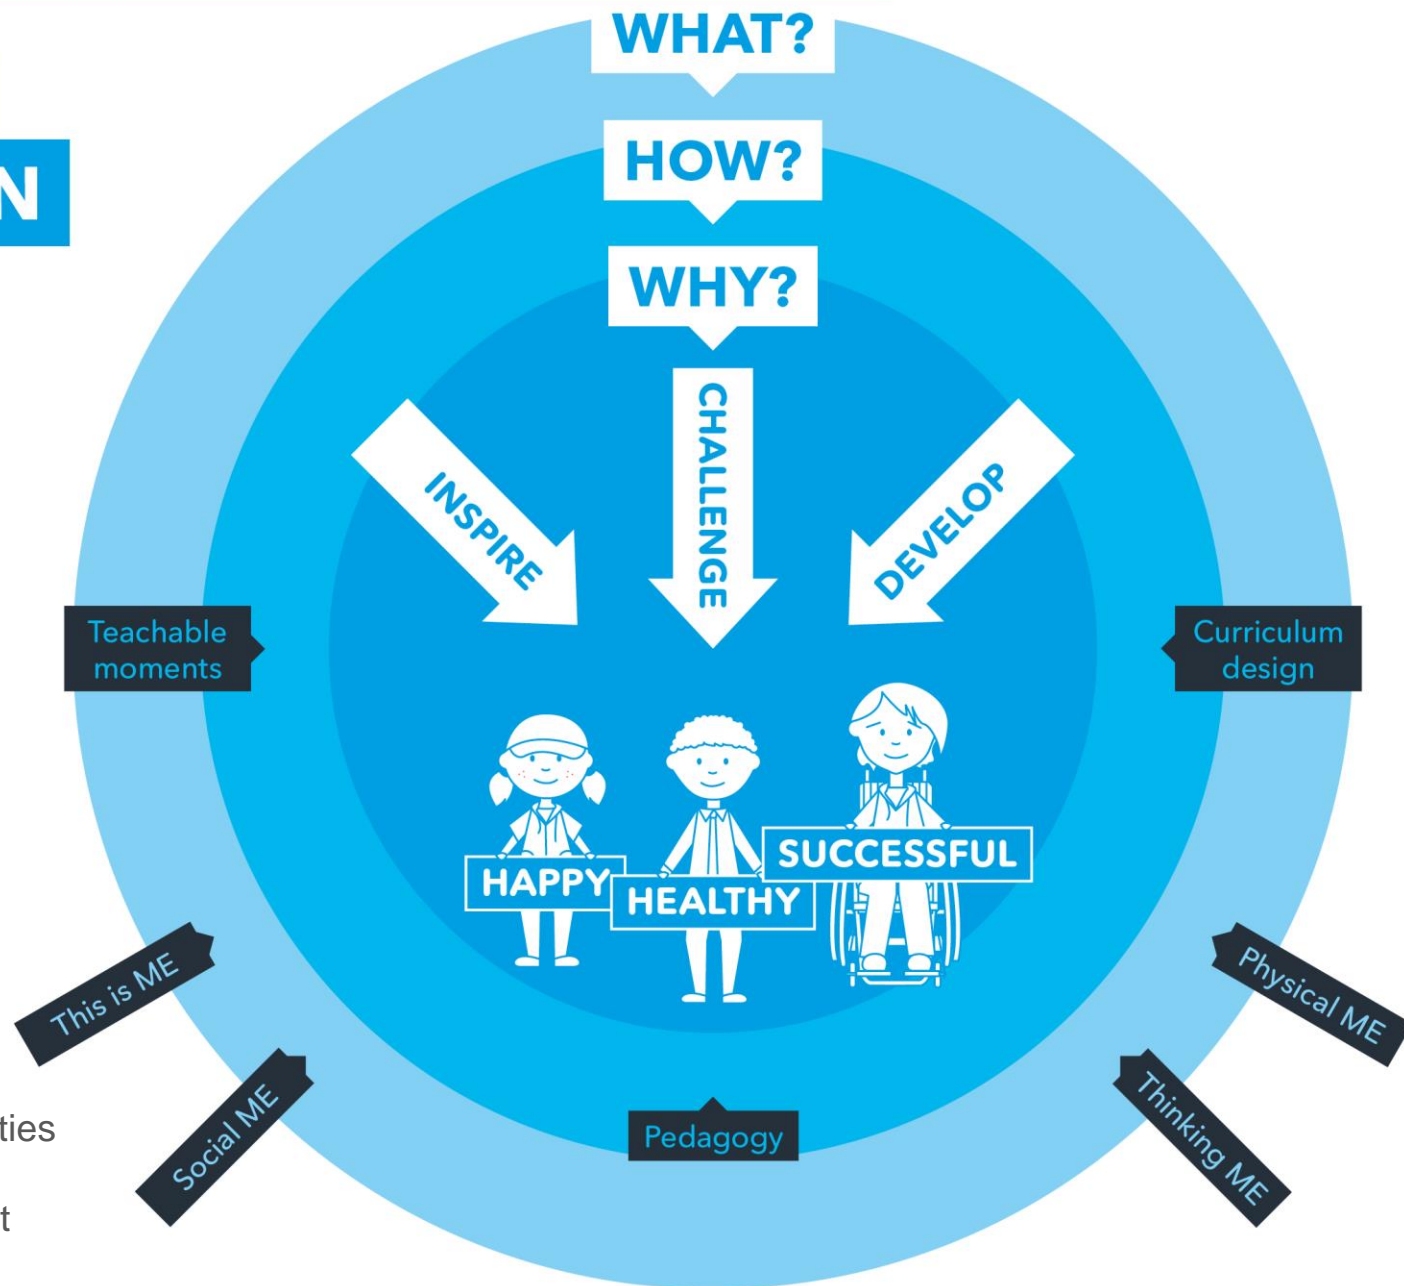 WHAT?
HOW?
N
WHY?
CHALLENGE
INSPIRE
DEVELOP
Teachable
moments
Curriculum
design
SUCCESSFUL
HAPPY
HEALTHY
This is ME
Physical ME
Social ME
Thinking ME
ties
Pedagogy
t